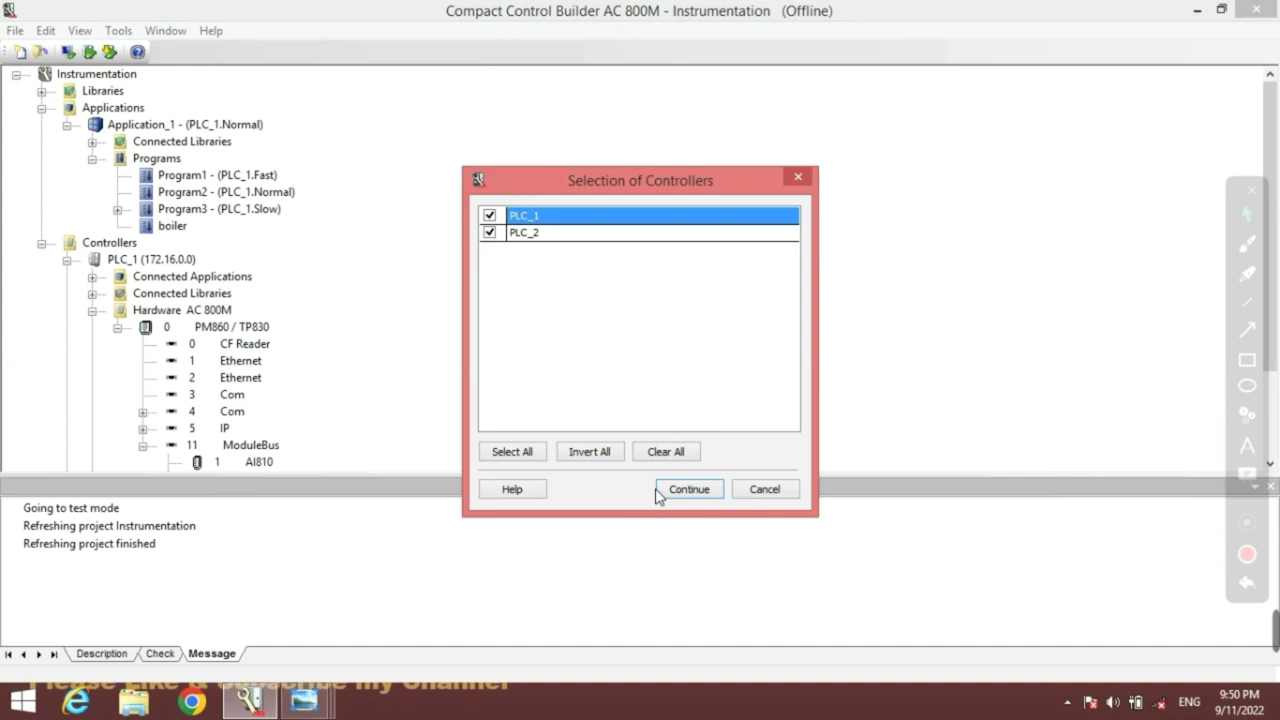 Compact Control Builder AC 800M - Instrumentation (Offline)
File Edit View Tools Window Help
Instrumentation
Libraries
Applications
Application_1 - (PLC_1.Normal)
Connected Libraries
Programs
Program1 - (PLC_1.Fast)
Program2 - (PLC_1.Normal)
Program3 - (PLC_1.Slow)
boiler
Controllers
PLC_1 (172.16.0.0)
Connected Applications
Connected Libraries
Hardware AC 800M
0 PM860 / TP830
0 CF Reader
1 Ethernet
2 Ethernet
3 Com
4 Com
5 IP
11 ModuleBus
1 AI810
Selection of Controllers
PLC_1
PLC_2
Select All Invert All Clear All
Help Continue Cancel
Going to test mode
Refreshing project Instrumentation
Refreshing project finished
Description Check Message
Please Like & Subscribe My Channel
ENG
9:50 PM
9/11/2022